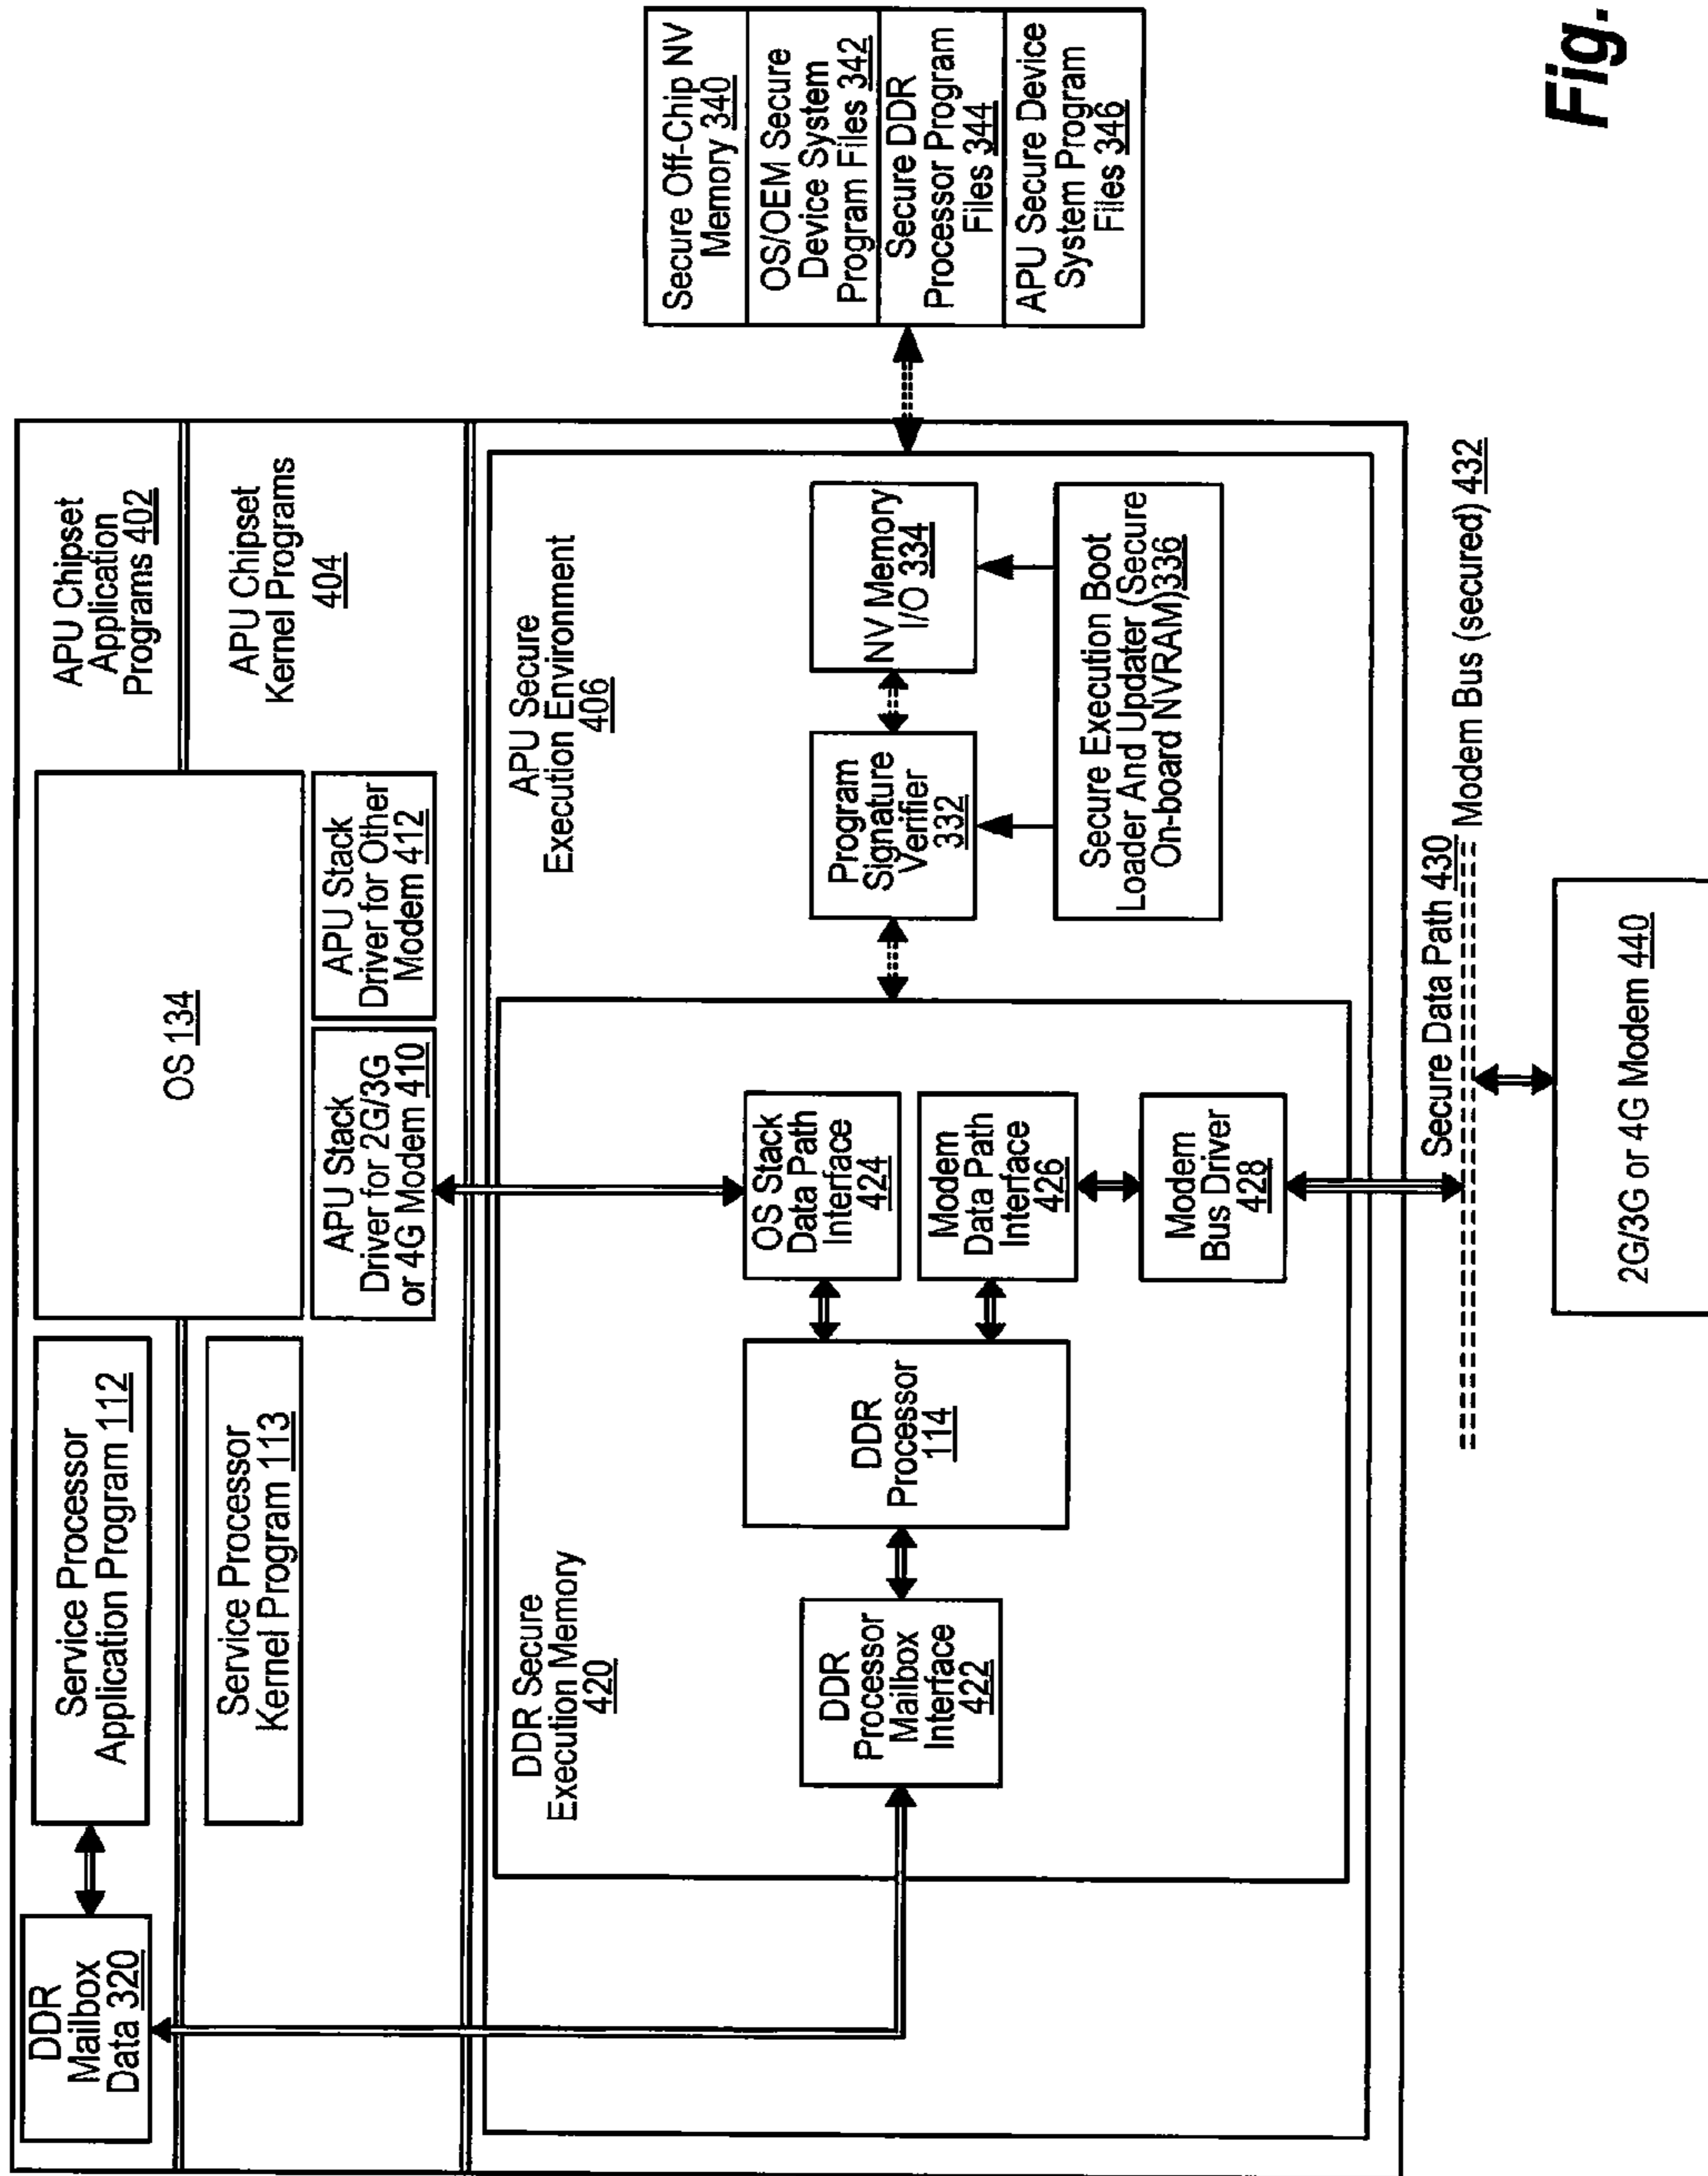 DDR
Mailbox
Data 320
Service Processor
Application Program 112
OS 134
APU Chipset
Application
Programs 402
Service Processor
Kernel Program 113
APU Stack
Driver for 2G/3G
or 4G Modem 410
APU Stack
Driver for Other
Modem 412
APU Chipset
Kernel Programs
404
DDR Secure
Execution Memory
420
APU Secure
Execution Environment
406
DDR
Processor
Mailbox
Interface
422
DDR
Processor
114
OS Stack
Data Path
Interface
424
Modem
Data Path
Interface
426
Modem
Bus Driver
428
Program
Signature
Verifier
332
NV Memory
I/O 334
Secure Execution Boot
Loader And Updater (Secure
On-board NVRAM)336
Secure Off-Chip NV
Memory 340
OS/OEM Secure
Device System
Program Files 342
Secure DDR
Processor Program
Files 344
APU Secure Device
System Program
Files 346
Secure Data Path 430
Modem Bus (secured) 432
2G/3G or 4G Modem 440
Fig.